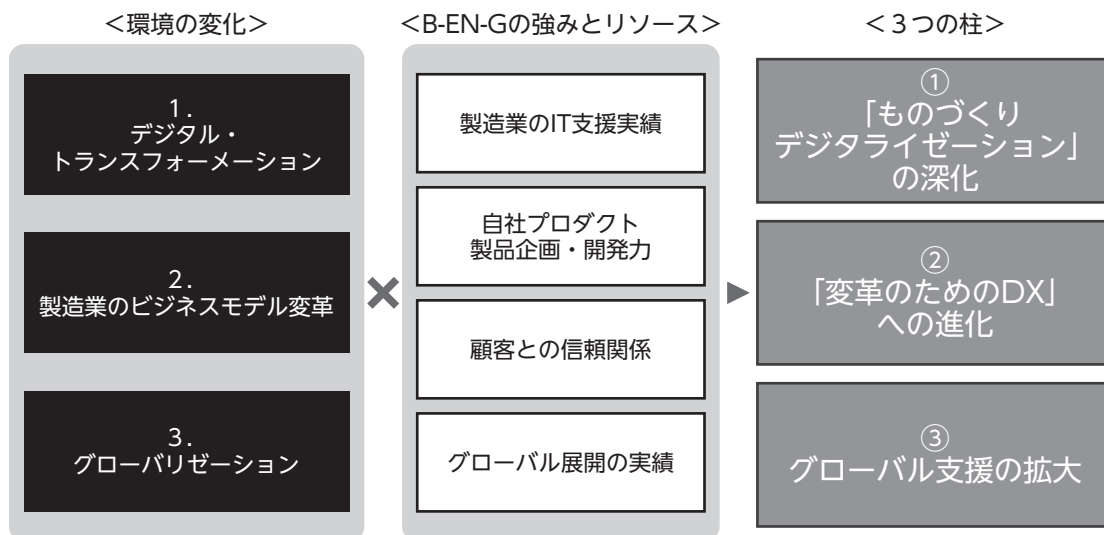 ＜環境の変化＞
1.
デジタル・
トランスフォーメーション
2.
製造業のビジネスモデル変革
3.
グローバリゼーション
×
＜B-EN-Gの強みとリソース＞
製造業のIT支援実績
自社プロダクト
製品企画・開発力
顧客との信頼関係
グローバル展開の実績
▶
＜３つの柱＞
①
「ものづくり
デジタライゼーション」
の深化
②
「変革のためのDX」
への進化
③
グローバル支援の拡大